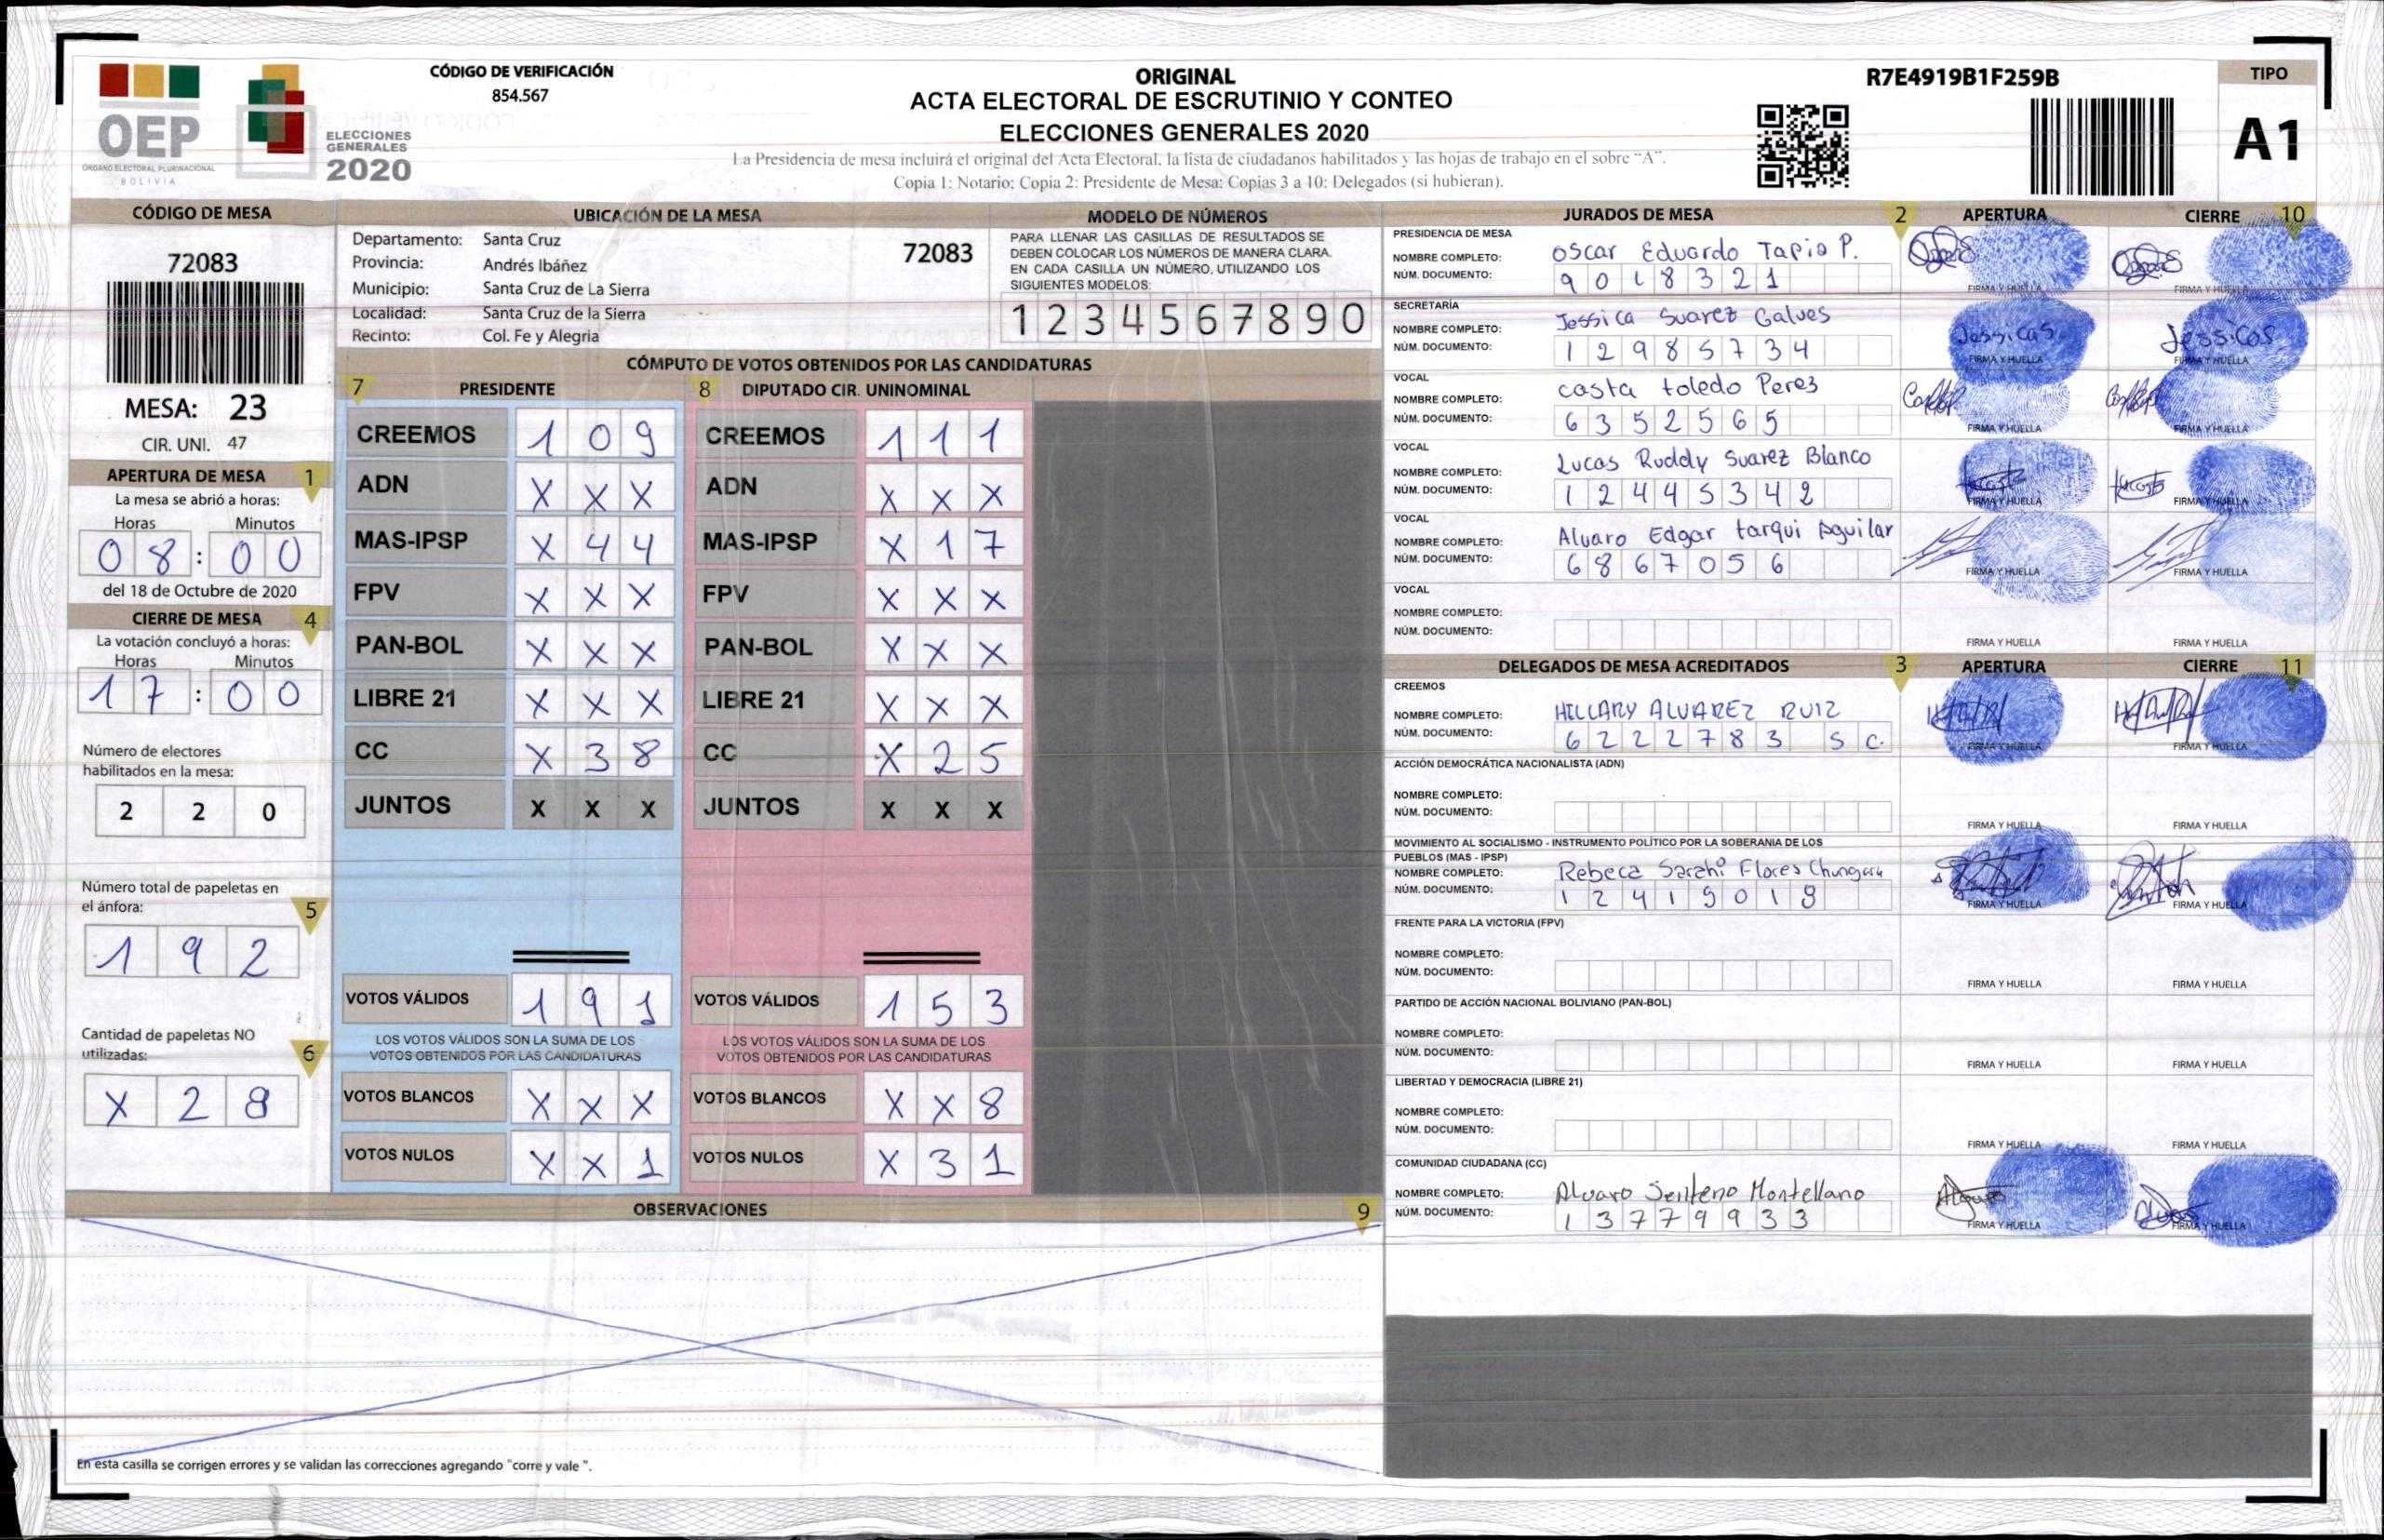 OEP
ÓRGANO ELECTORAL PLURINACIONAL
BOLIVIA
ELECCIONES
GENERALES
2020
CÓDIGO DE VERIFICACIÓN
854.567
ORIGINAL
ACTA ELECTORAL DE ESCRUTINIO Y CONTEO
ELECCIONES GENERALES 2020
La Presidencia de mesa incluirá el original del Acta Electoral, la lista de ciudadanos habilitados y las hojas de trabajo en el sobre "A".
Copia 1: Notario; Copia 2: Presidente de Mesa; Copias 3 a 10: Delegados (si hubieran).
R7E4919B1F259B
TIPO
A1
CÓDIGO DE MESA
72083
MESA: 23
CIR. UNI. 47
APERTURA DE MESA 1
La mesa se abrió a horas:
Horas Minutos
0 8 : 0 0
del 18 de Octubre de 2020
CIERRE DE MESA 4
La votación concluyó a horas:
Horas Minutos
1 7 : 0 0
Número de electores
habilitados en la mesa:
2 2 0
Número total de papeletas en
el ánfora: 5
1 9 2
Cantidad de papeletas NO
utilizadas: 6
X 2 8
UBICACIÓN DE LA MESA
Departamento: Santa Cruz 72083
Provincia: Andrés Ibáñez
Municipio: Santa Cruz de La Sierra
Localidad: Santa Cruz de la Sierra
Recinto: Col. Fe y Alegria
MODELO DE NÚMEROS
PARA LLENAR LAS CASILLAS DE RESULTADOS SE
DEBEN COLOCAR LOS NÚMEROS DE MANERA CLARA.
EN CADA CASILLA UN NÚMERO, UTILIZANDO LOS
SIGUIENTES MODELOS:
1 2 3 4 5 6 7 8 9 0
CÓMPUTO DE VOTOS OBTENIDOS POR LAS CANDIDATURAS
7 PRESIDENTE
CREEMOS 1 0 9
ADN X X X
MAS-IPSP X 4 4
FPV X X X
PAN-BOL X X X
LIBRE 21 X X X
CC X 3 8
JUNTOS X X X
VOTOS VÁLIDOS 1 9 1
LOS VOTOS VÁLIDOS SON LA SUMA DE LOS
VOTOS OBTENIDOS POR LAS CANDIDATURAS
VOTOS BLANCOS X X X
VOTOS NULOS X X 1
8 DIPUTADO CIR. UNINOMINAL
CREEMOS 1 1 1
ADN X X X
MAS-IPSP X 1 7
FPV X X X
PAN-BOL X X X
LIBRE 21 X X X
CC X 2 5
JUNTOS X X X
VOTOS VÁLIDOS 1 5 3
LOS VOTOS VÁLIDOS SON LA SUMA DE LOS
VOTOS OBTENIDOS POR LAS CANDIDATURAS
VOTOS BLANCOS X X 8
VOTOS NULOS X 3 1
OBSERVACIONES 9
En esta casilla se corrigen errores y se validan las correcciones agregando "corre y vale ".
JURADOS DE MESA 2 APERTURA CIERRE 10
PRESIDENCIA DE MESA
NOMBRE COMPLETO: Oscar Eduardo Tapia P.
NÚM. DOCUMENTO: 9 0 1 8 3 2 1
FIRMA Y HUELLA FIRMA Y HUELLA
SECRETARÍA
NOMBRE COMPLETO: Jessica Suarez Galves
NÚM. DOCUMENTO: 1 2 9 8 5 7 3 4
Jessicas Jessicas
FIRMA Y HUELLA FIRMA Y HUELLA
VOCAL
NOMBRE COMPLETO: casta toledo Perez
NÚM. DOCUMENTO: 6 3 5 2 5 6 5
FIRMA Y HUELLA FIRMA Y HUELLA
VOCAL
NOMBRE COMPLETO: Lucas Ruddy Suarez Blanco
NÚM. DOCUMENTO: 1 2 4 4 5 3 4 2
FIRMA Y HUELLA FIRMA Y HUELLA
VOCAL
NOMBRE COMPLETO: Alvaro Edgar tarqui Aguilar
NÚM. DOCUMENTO: 6 8 6 7 0 5 6
FIRMA Y HUELLA FIRMA Y HUELLA
VOCAL
NOMBRE COMPLETO:
NÚM. DOCUMENTO:
FIRMA Y HUELLA FIRMA Y HUELLA
DELEGADOS DE MESA ACREDITADOS 3 APERTURA CIERRE 11
CREEMOS
NOMBRE COMPLETO: HILLARY ALVAREZ RUIZ
NÚM. DOCUMENTO: 6 2 2 2 7 8 3 S C.
FIRMA Y HUELLA FIRMA Y HUELLA
ACCIÓN DEMOCRÁTICA NACIONALISTA (ADN)
NOMBRE COMPLETO:
NÚM. DOCUMENTO:
FIRMA Y HUELLA FIRMA Y HUELLA
MOVIMIENTO AL SOCIALISMO - INSTRUMENTO POLÍTICO POR LA SOBERANIA DE LOS
PUEBLOS (MAS - IPSP)
NOMBRE COMPLETO: Rebeca Sarahi Flores Chungara
NÚM. DOCUMENTO: 1 2 4 1 9 0 1 9
FIRMA Y HUELLA FIRMA Y HUELLA
FRENTE PARA LA VICTORIA (FPV)
NOMBRE COMPLETO:
NÚM. DOCUMENTO:
FIRMA Y HUELLA FIRMA Y HUELLA
PARTIDO DE ACCIÓN NACIONAL BOLIVIANO (PAN-BOL)
NOMBRE COMPLETO:
NÚM. DOCUMENTO:
FIRMA Y HUELLA FIRMA Y HUELLA
LIBERTAD Y DEMOCRACIA (LIBRE 21)
NOMBRE COMPLETO:
NÚM. DOCUMENTO:
FIRMA Y HUELLA FIRMA Y HUELLA
COMUNIDAD CIUDADANA (CC)
NOMBRE COMPLETO: Alvaro Montellano
NÚM. DOCUMENTO: 1 3 7 7 9 9 3 3
FIRMA Y HUELLA FIRMA Y HUELLA